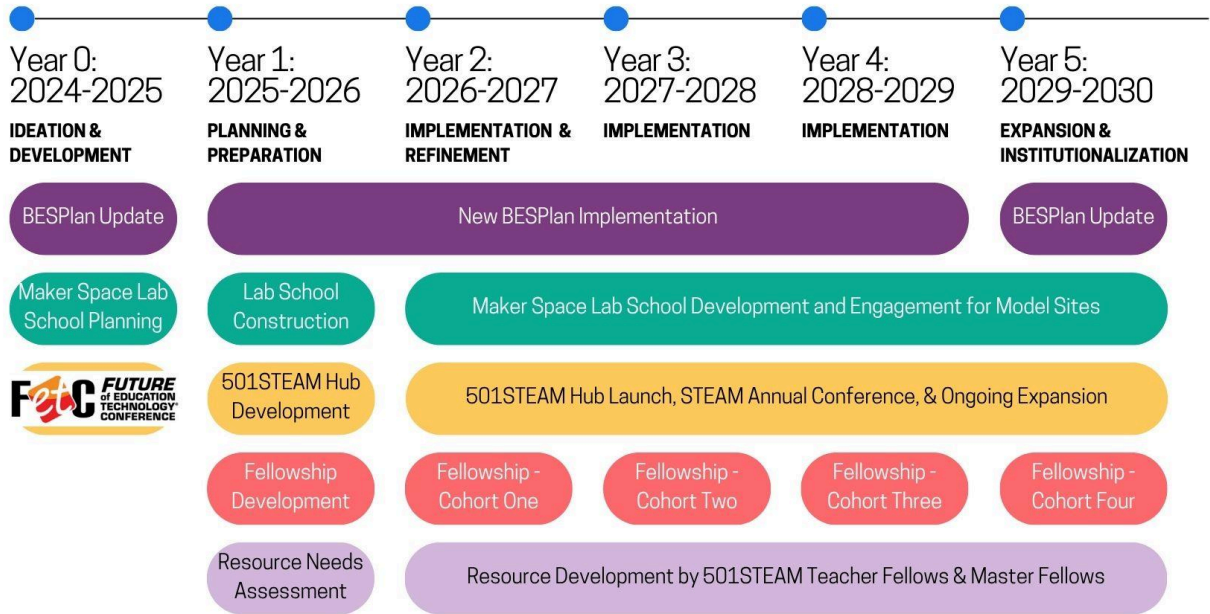 Year 0:
2024-2025
IDEATION &
DEVELOPMENT
Year 1:
2025-2026
PLANNING &
PREPARATION
Year 2:
2026-2027
IMPLEMENTATION &
REFINEMENT
Year 3:
2027-2028
IMPLEMENTATION
Year 4:
2028-2029
IMPLEMENTATION
Year 5:
2029-2030
EXPANSION &
INSTITUTIONALIZATION
BESPlan Update
New BESPlan Implementation
BESPlan Update
Maker Space Lab
School Planning
Lab School
Construction
Maker Space Lab School Development and Engagement for Model Sites
FETC
FUTURE
of EDUCATION
TECHNOLOGY®
CONFERENCE
501STEAM Hub
Development
501STEAM Hub Launch, STEAM Annual Conference, & Ongoing Expansion
Fellowship
Development
Fellowship -
Cohort One
Fellowship -
Cohort Two
Fellowship -
Cohort Three
Fellowship -
Cohort Four
Resource Needs
Assessment
Resource Development by 501STEAM Teacher Fellows & Master Fellows